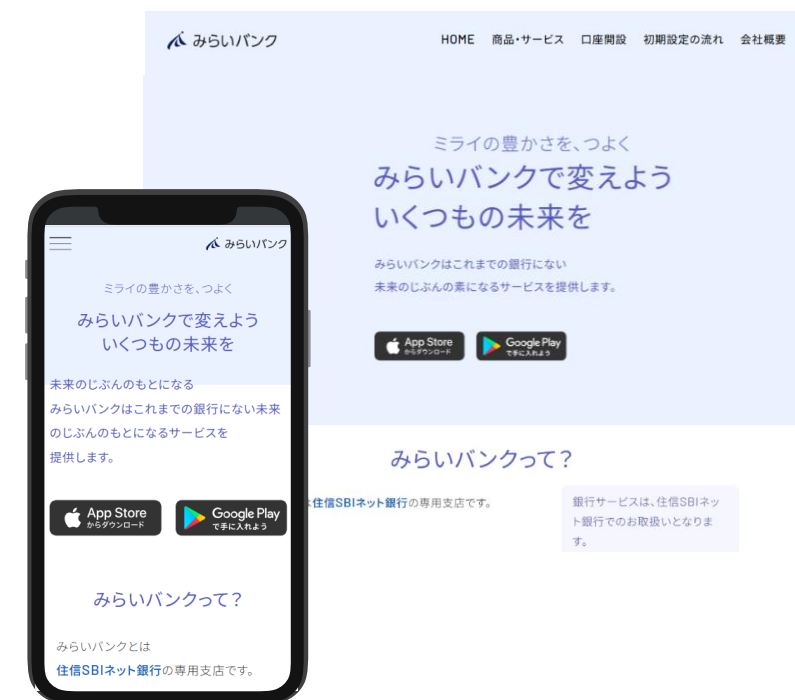 みらいバンク
HOME 商品・サービス 口座開設 初期設定の流れ 会社概要
ミライの豊かさを、つよく
みらいバンクで変えよう
いくつもの未来を
みらいバンクはこれまでの銀行にない
未来のじぶんの素になるサービスを提供します。
App Store
からダウンロード
Google Play
で手に入れよう
みらいバンクって？
住信SBIネット銀行の専用支店です。
銀行サービスは、住信SBIネッ
ト銀行でのお取扱いとなりま
す。
みらいバンク
ミライの豊かさを、つよく
みらいバンクで変えよう
いくつもの未来を
未来のじぶんのもとになる
みらいバンクはこれまでの銀行にない未来
のじぶんのもとになるサービスを
提供します。
App Store
からダウンロード
Google Play
で手に入れよう
みらいバンクって？
みらいバンクとは
住信SBIネット銀行の専用支店です。